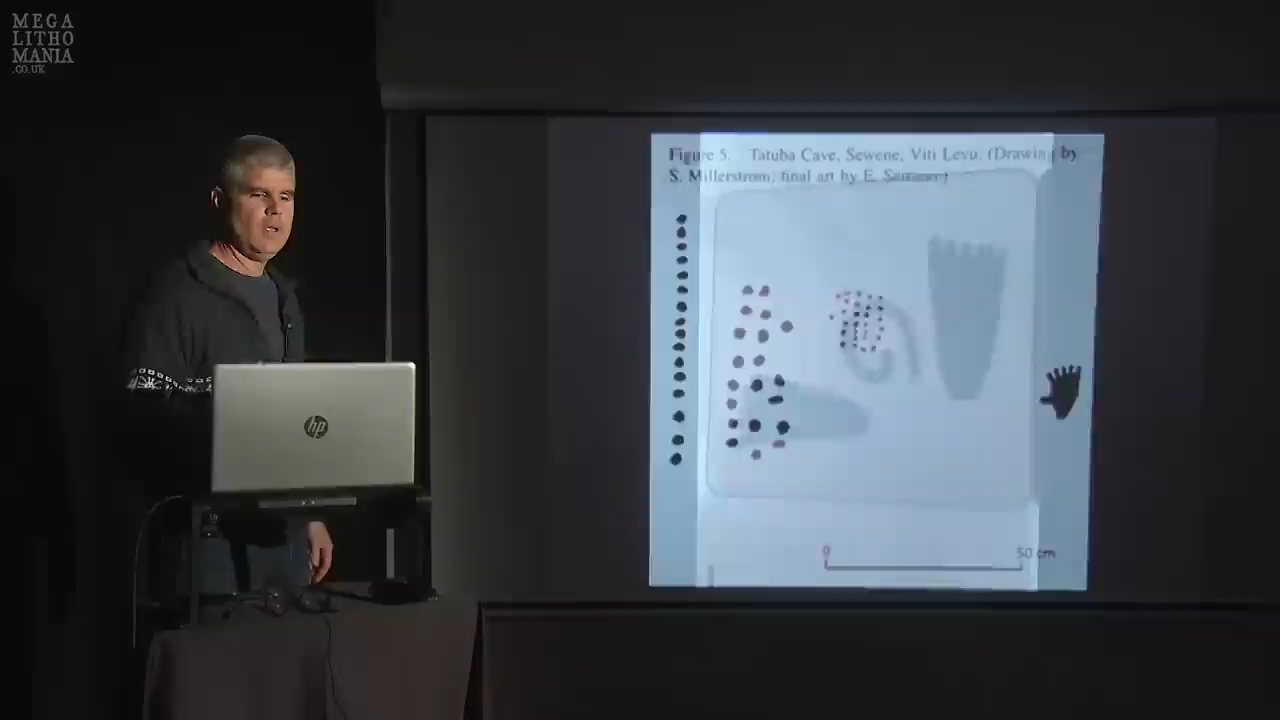 MEGA
LITHO
MANIA
.CO.UK
Figure 5. Tatuba Cave, Sewene, Viti Levu. (Drawing by
S. Millerstrom; final art by E.
hp
0 50 cm